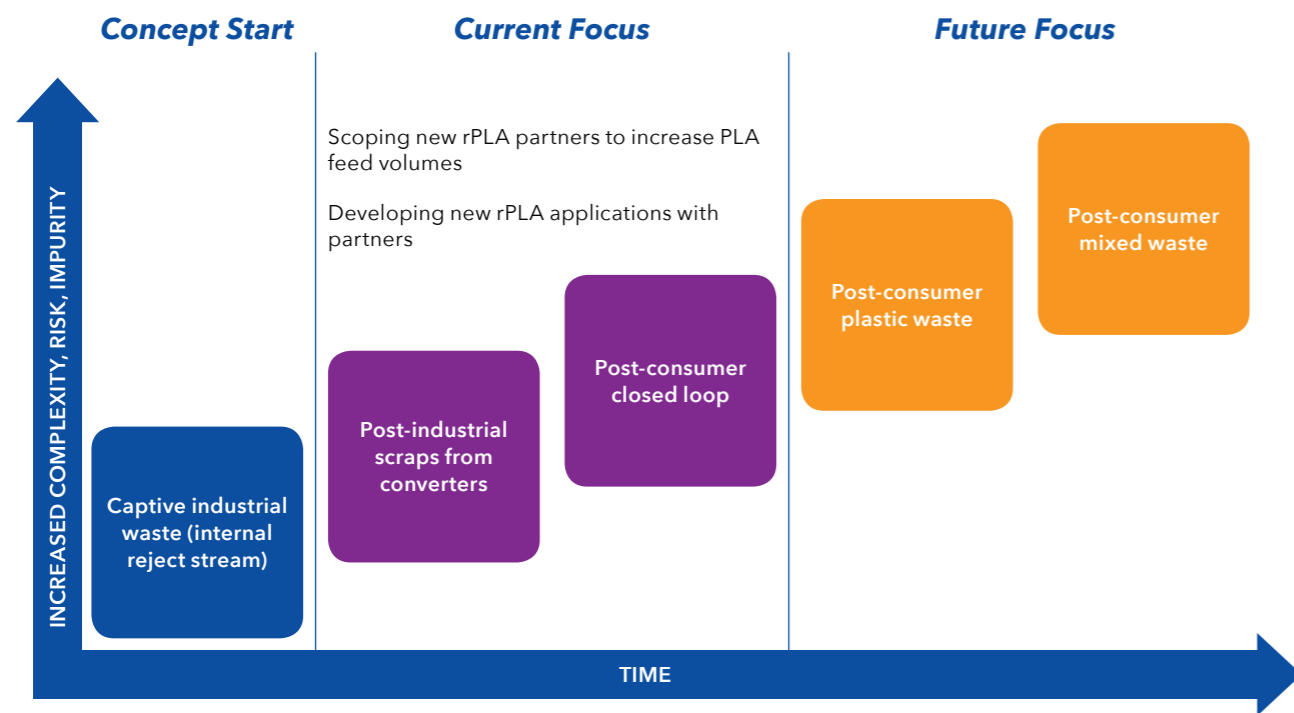 Concept Start
Current Focus
Future Focus
INCREASED COMPLEXITY, RISK, IMPURITY
Scoping new rPLA partners to increase PLA
feed volumes
Developing new rPLA applications with
partners
Captive industrial
waste (internal
reject stream)
Post-industrial
scraps from
converters
Post-consumer
closed loop
Post-consumer
plastic waste
Post-consumer
mixed waste
TIME